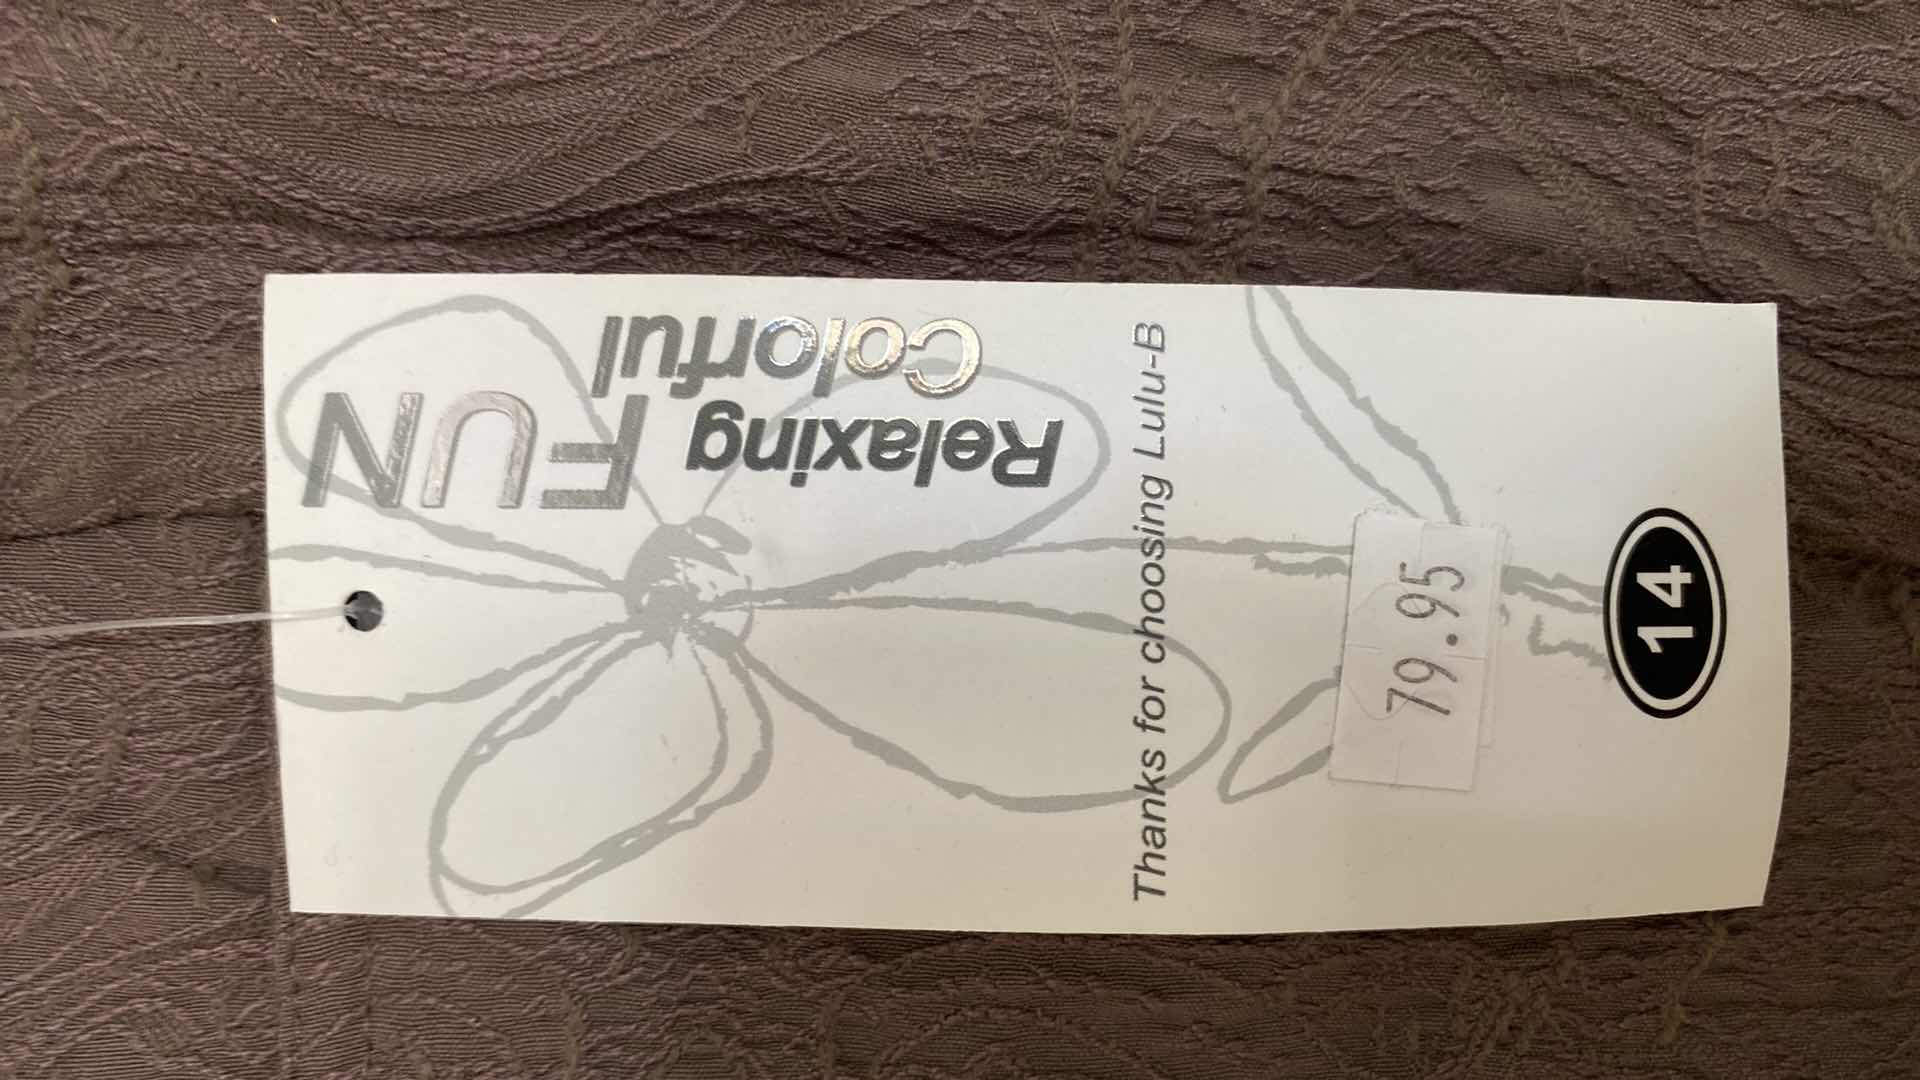 Relaxing
Colorful
FUN
Thanks for choosing Lulu-B
79.95
14